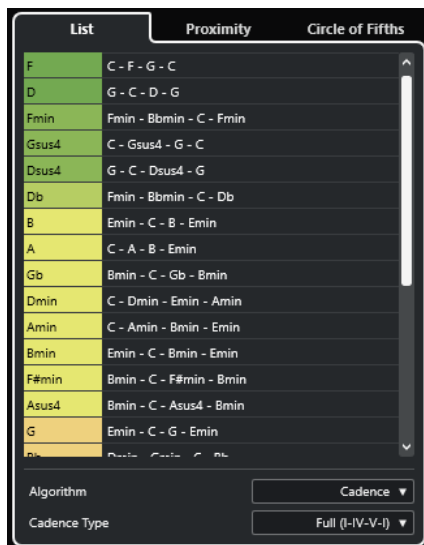 List Proximity Circle of Fifths
F C - F - G - C
D G - C - D - G
Fmin Fmin - Bbmin - C - Fmin
Gsus4 C - Gsus4 - G - C
Dsus4 G - C - Dsus4 - G
Db Fmin - Bbmin - C - Db
B Emin - C - B - Emin
A C - A - B - Emin
Gb Bmin - C - Gb - Bmin
Dmin C - Dmin - Emin - Amin
Amin C - Amin - Bmin - Emin
Bmin Emin - C - Bmin - Emin
F#min Bmin - C - F#min - Bmin
Asus4 Bmin - C - Asus4 - Bmin
G Emin - C - G - Emin
Algorithm Cadence
Cadence Type Full (I-IV-V-I)